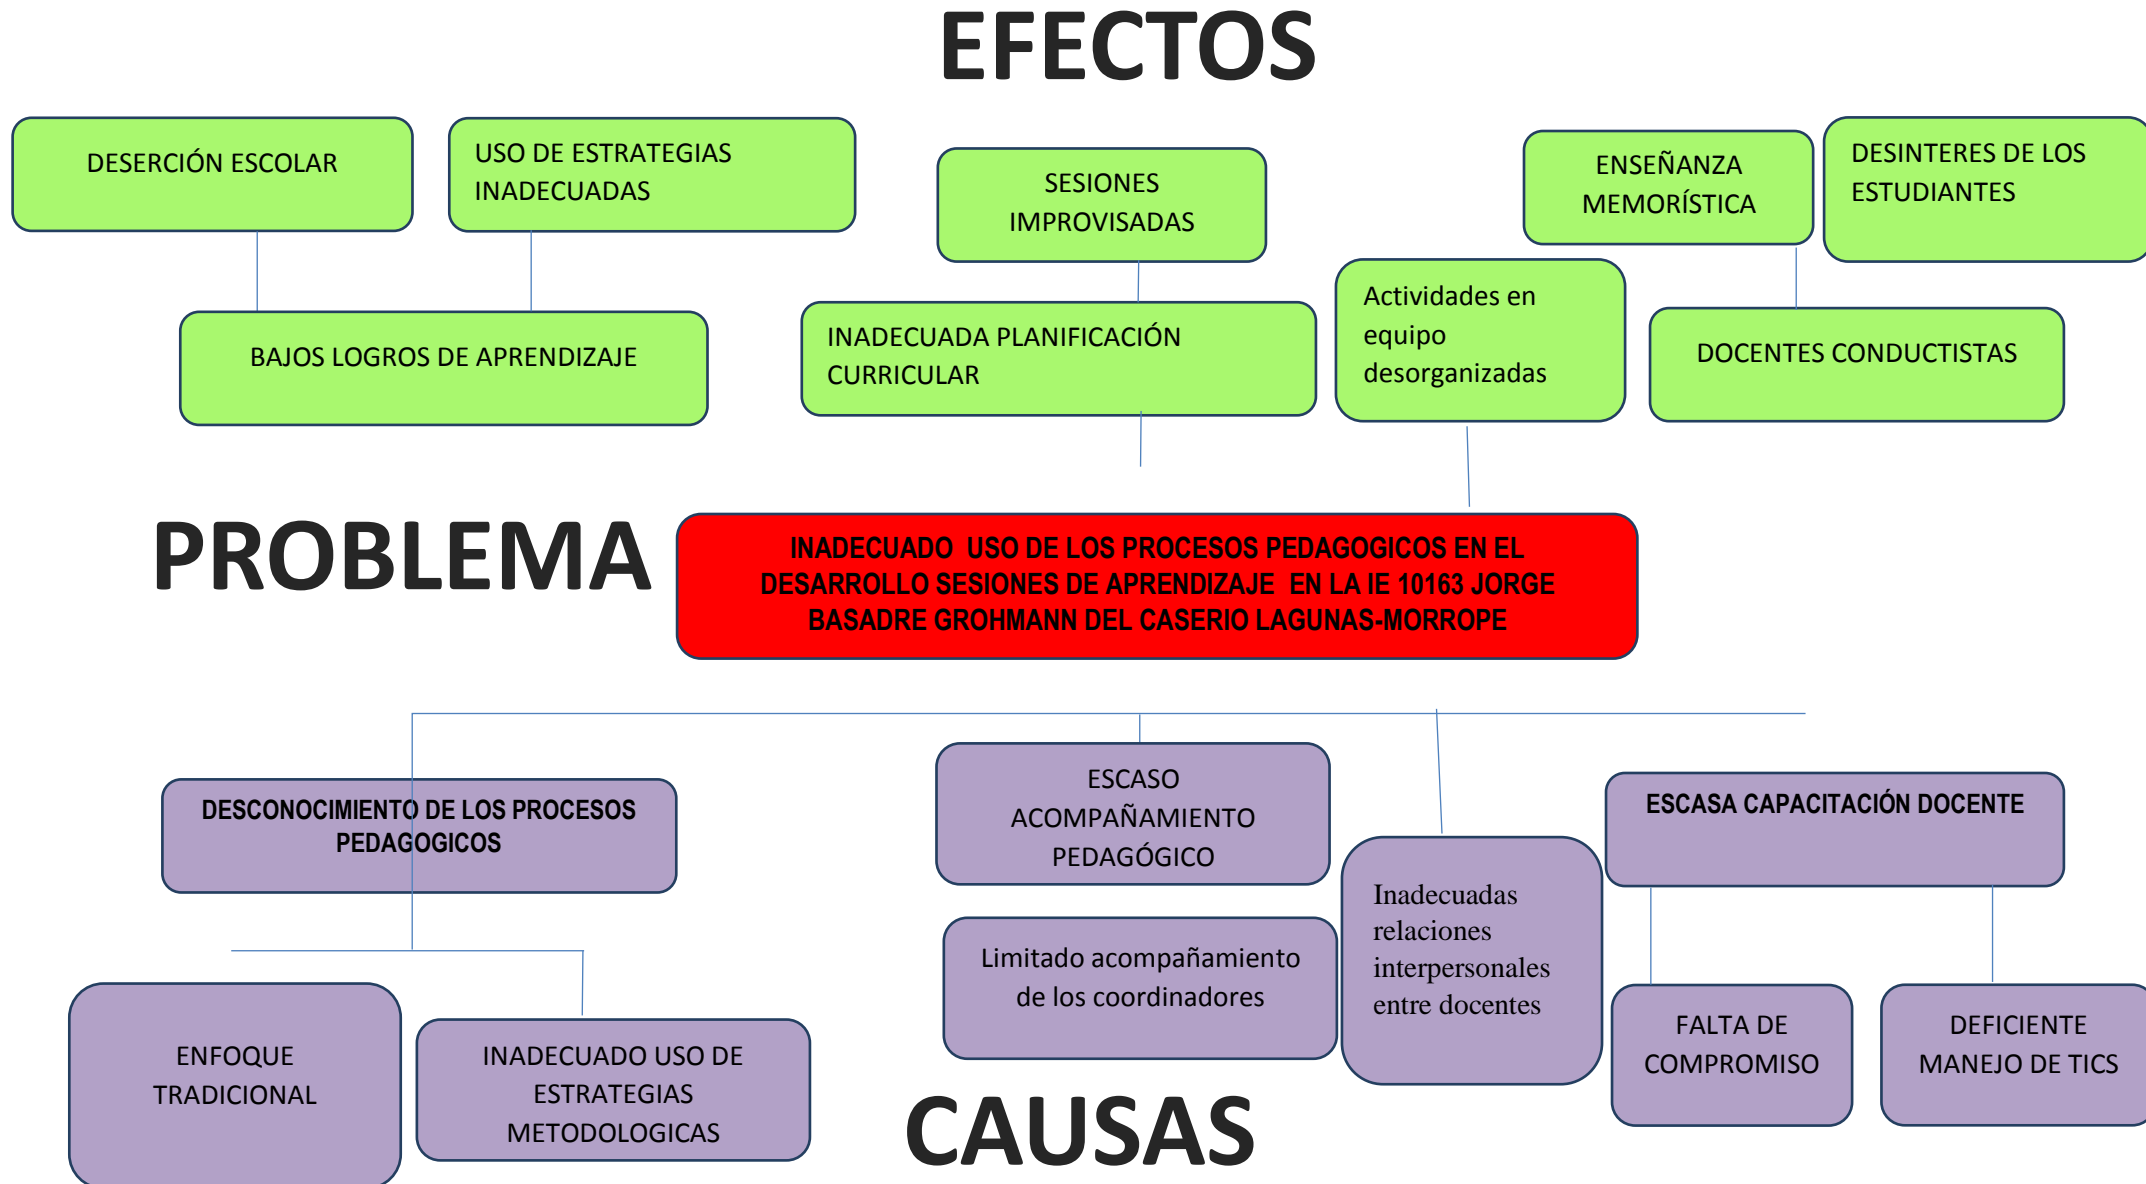 EFECTOS
DESERCIÓN ESCOLAR
USO DE ESTRATEGIAS
INADECUADAS
SESIONES
IMPROVISADAS
ENSEÑANZA
MEMORÍSTICA
DESINTERES DE LOS
ESTUDIANTES
BAJOS LOGROS DE APRENDIZAJE
INADECUADA PLANIFICACIÓN
CURRICULAR
Actividades en
equipo
desorganizadas
DOCENTES CONDUCTISTAS
PROBLEMA
INADECUADO  USO DE LOS PROCESOS PEDAGOGICOS EN EL
DESARROLLO SESIONES DE APRENDIZAJE  EN LA IE 10163 JORGE
BASADRE GROHMANN DEL CASERIO LAGUNAS-MORROPE
DESCONOCIMIENTO DE LOS PROCESOS
PEDAGOGICOS
ESCASO
ACOMPAÑAMIENTO
PEDAGÓGICO
ESCASA CAPACITACIÓN DOCENTE
Limitado acompañamiento
de los coordinadores
Inadecuadas
relaciones
interpersonales
entre docentes
ENFOQUE
TRADICIONAL
INADECUADO USO DE
ESTRATEGIAS
METODOLOGICAS
FALTA DE
COMPROMISO
DEFICIENTE
MANEJO DE TICS
CAUSAS